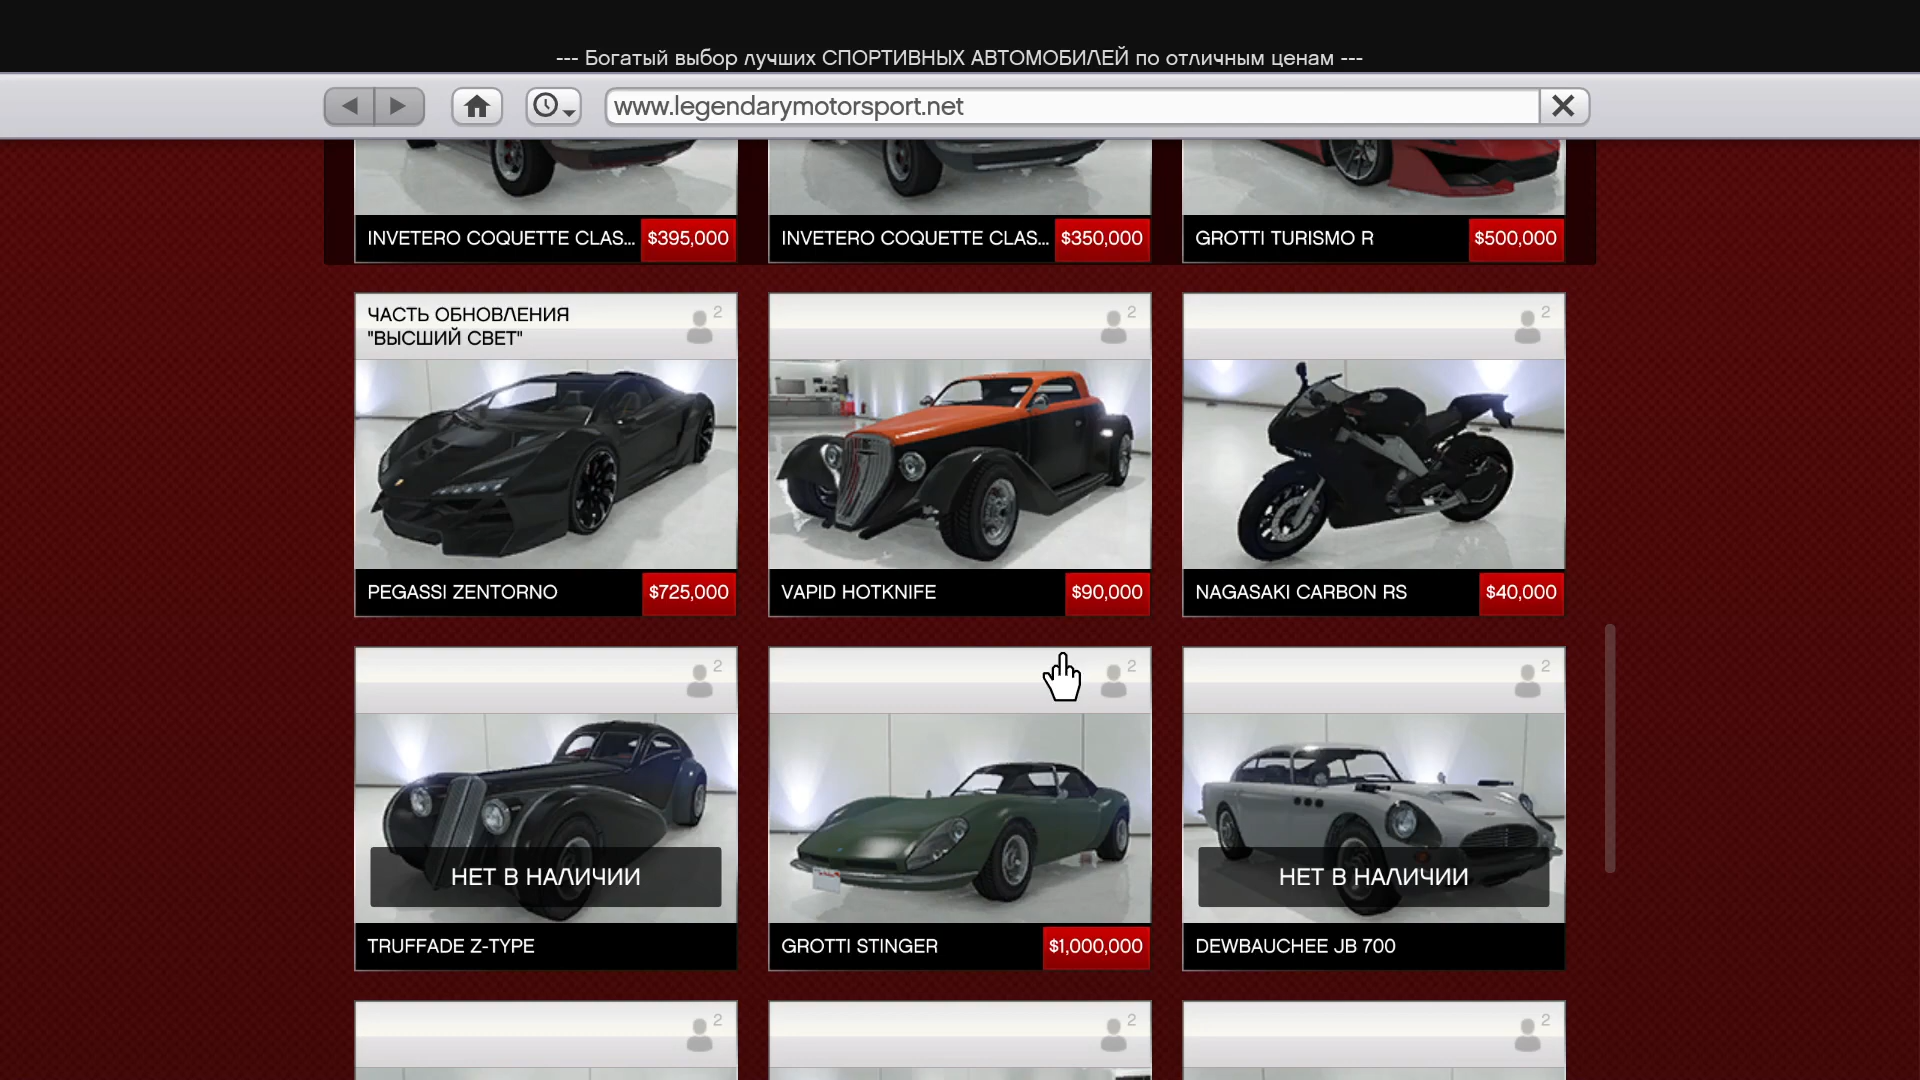 --- Богатый выбор лучших СПОРТИВНЫХ АВТОМОБИЛЕЙ по отличным ценам ---
www.legendarymotorsport.net
INVETERO COQUETTE CLAS... $395,000
INVETERO COQUETTE CLAS... $350,000
GROTTI TURISMO R $500,000
ЧАСТЬ ОБНОВЛЕНИЯ
"ВЫСШИЙ СВЕТ"
2
2
2
PEGASSI ZENTORNO $725,000
VAPID HOTKNIFE $90,000
NAGASAKI CARBON RS $40,000
2
2
2
НЕТ В НАЛИЧИИ
НЕТ В НАЛИЧИИ
TRUFFADE Z-TYPE
GROTTI STINGER $1,000,000
DEWBAUCHEE JB 700
2
2
2